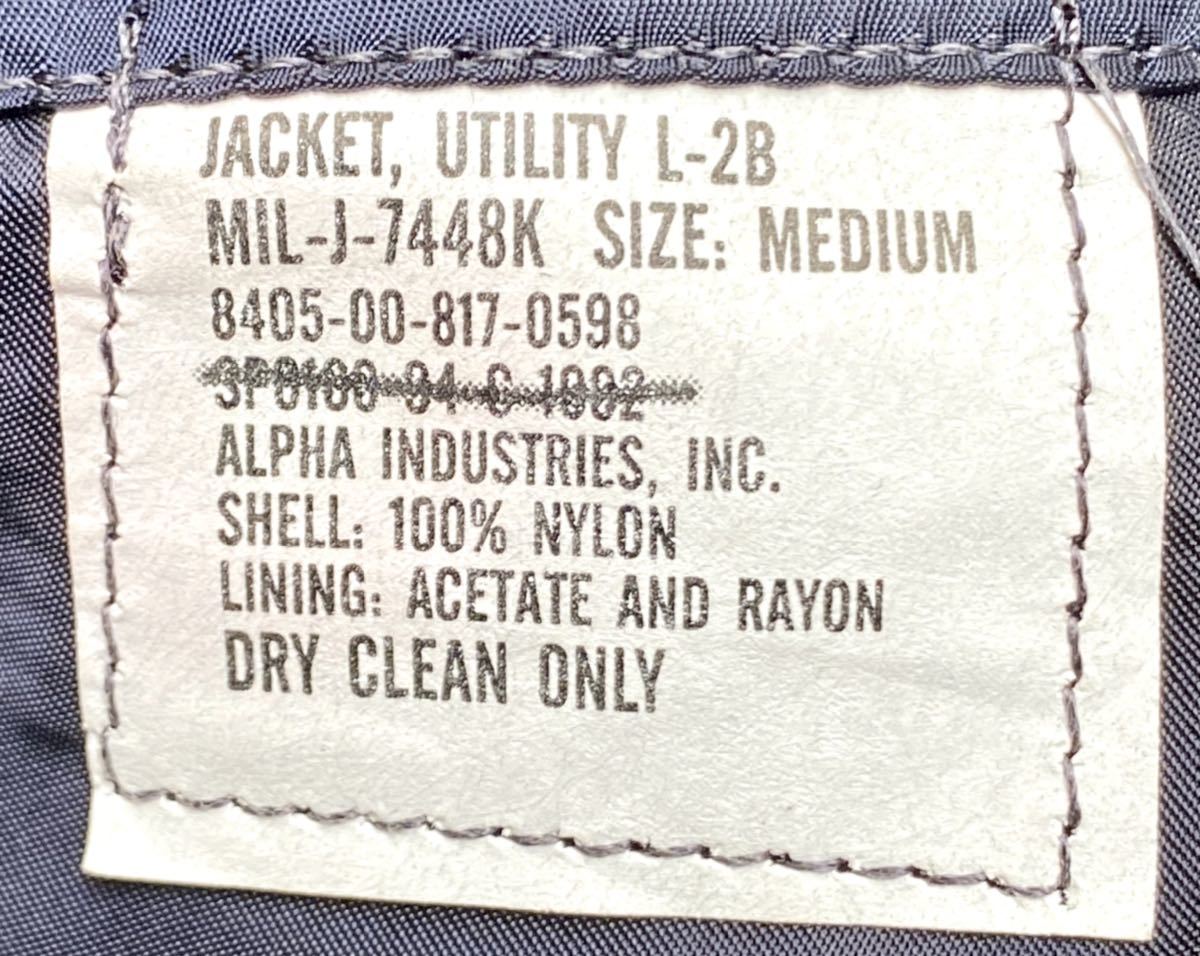 JACKET, UTILITY L-2B
MIL-J-7448K SIZE: MEDIUM
8405-00-817-0598
ALPHA INDUSTRIES, INC.
SHELL: 100% NYLON
LINING: ACETATE AND RAYON
DRY CLEAN ONLY